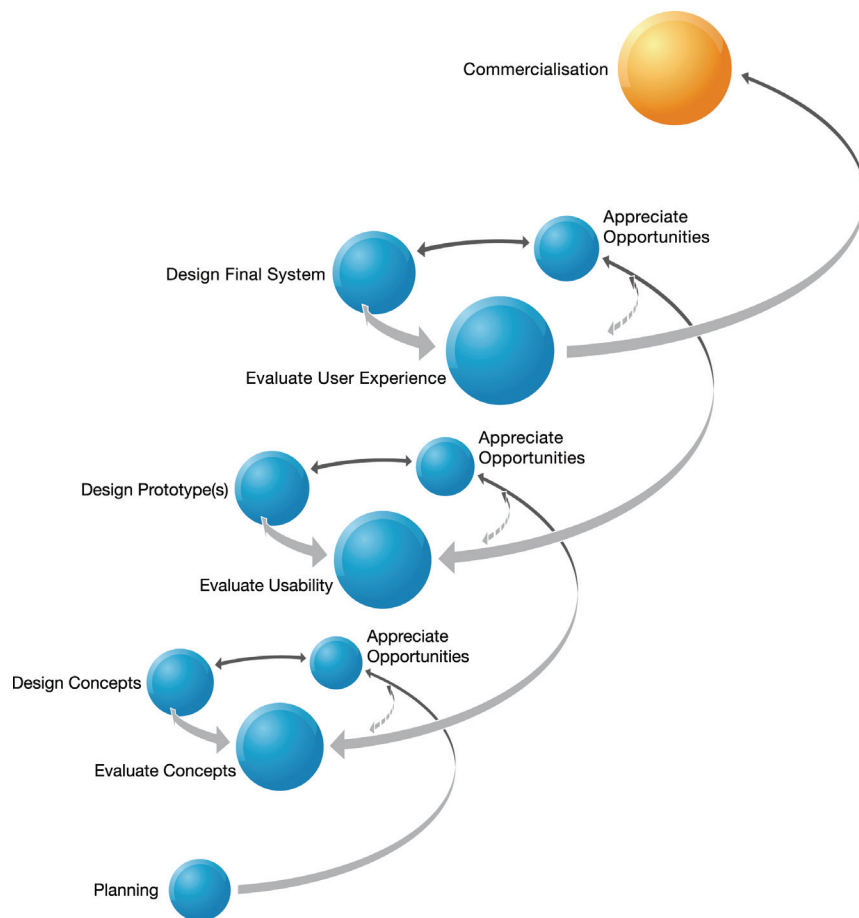 Commercialisation
Appreciate
Opportunities
Design Final System
Evaluate User Experience
Appreciate
Opportunities
Design Prototype(s)
Evaluate Usability
Appreciate
Opportunities
Design Concepts
Evaluate Concepts
Planning